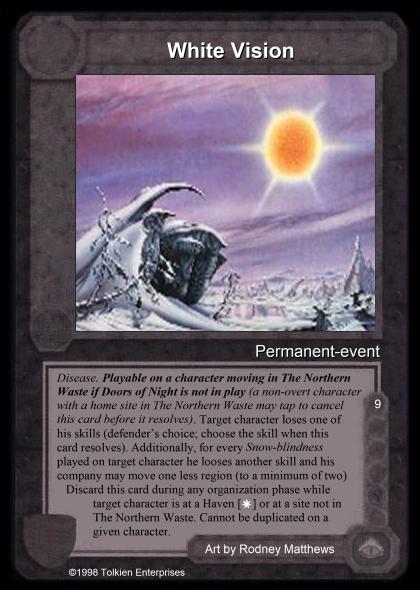 White Vision
Permanent-event
Disease. Playable on a character moving in The Northern
Waste if Doors of Night is not in play (a non-overt character
with a home site in The Northern Waste may tap to cancel
this card before it resolves). Target character loses one of
his skills (defender's choice; choose the skill when this
card resolves). Additionally, for every Snow-blindness
played on target character he looses another skill and his
company may move one less region (to a minimum of two)
Discard this card during any organization phase while
target character is at a Haven [☀] or at a site not in
The Northern Waste. Cannot be duplicated on a
given character.
9
Art by Rodney Matthews
©1998 Tolkien Enterprises